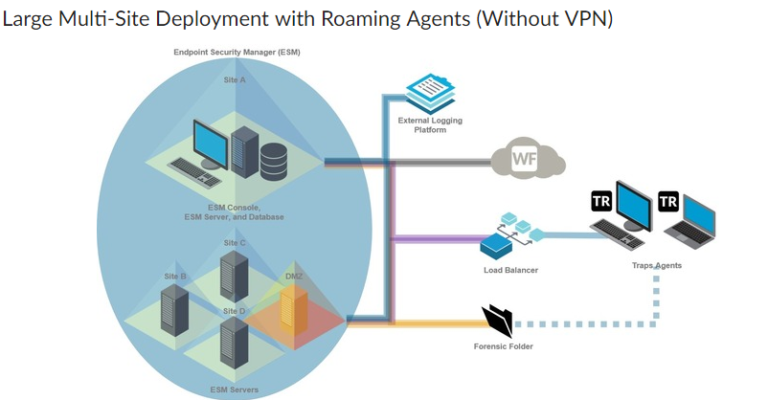 Large Multi-Site Deployment with Roaming Agents (Without VPN)
Endpoint Security Manager (ESM)
Site A
External Logging
Platform
WF
TR
TR
ESM Console,
ESM Server, and Database
Site C
Load Balancer
Traps Agents
Site B
DMZ
Site D
Forensic Folder
ESM Servers